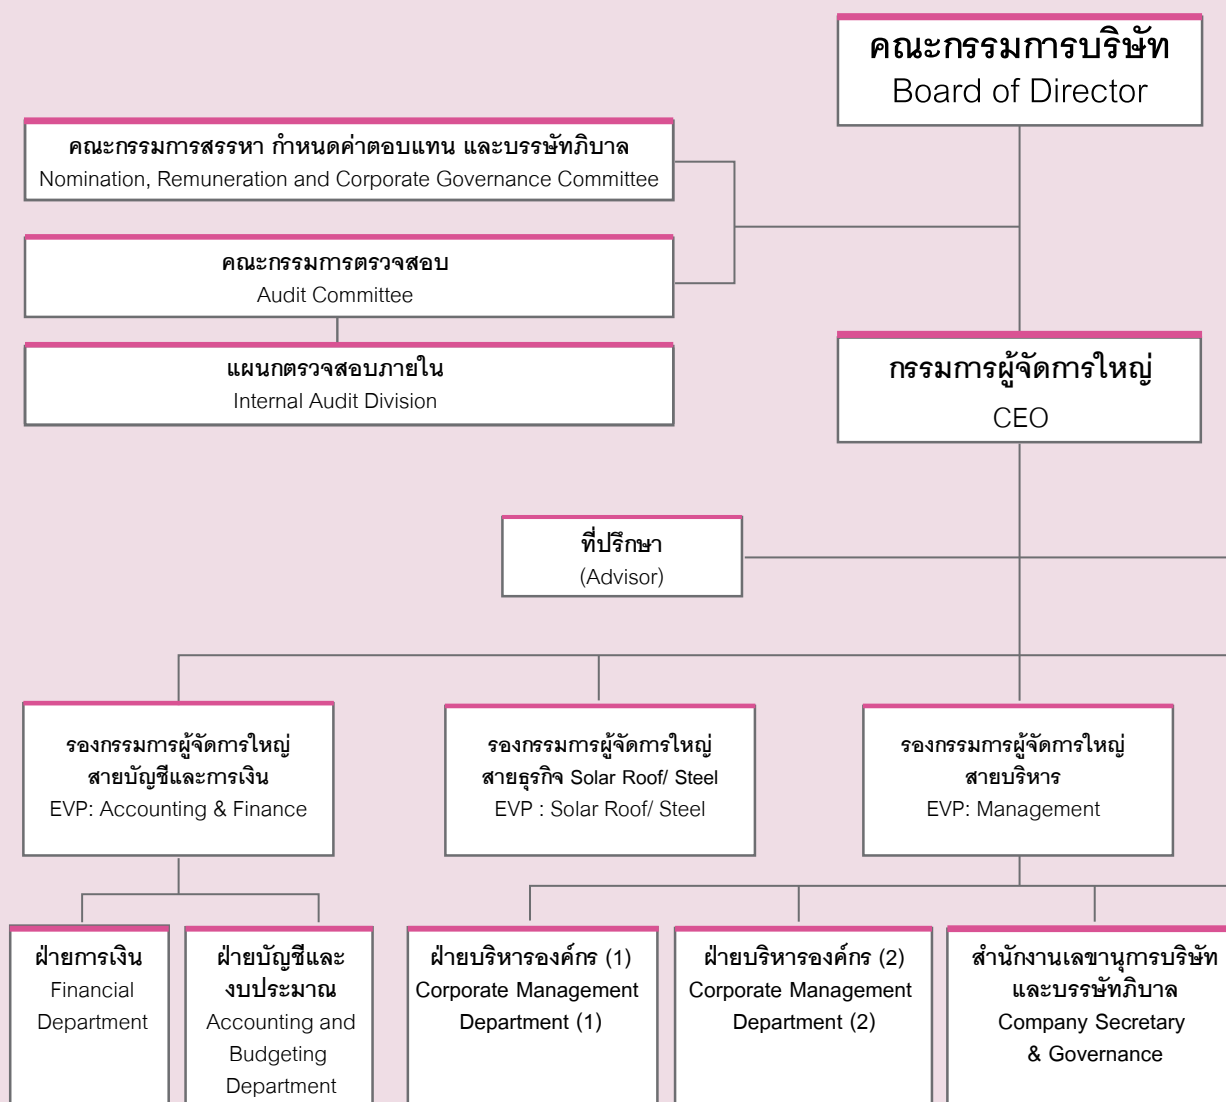 คณะกรรมการบริษัท
Board of Director
คณะกรรมการสรรหา กำหนดค่าตอบแทน และบรรษัทภิบาล
Nomination, Remuneration and Corporate Governance Committee
คณะกรรมการตรวจสอบ
Audit Committee
แผนกตรวจสอบภายใน
Internal Audit Division
กรรมการผู้จัดการใหญ่
CEO
ที่ปรึกษา
(Advisor)
รองกรรมการผู้จัดการใหญ่
สายบัญชีและการเงิน
EVP: Accounting & Finance
รองกรรมการผู้จัดการใหญ่
สายธุรกิจ Solar Roof/ Steel
EVP : Solar Roof/ Steel
รองกรรมการผู้จัดการใหญ่
สายบริหาร
EVP: Management
ฝ่ายการเงิน
Financial
Department
ฝ่ายบัญชีและ
งบประมาณ
Accounting and
Budgeting
Department
ฝ่ายบริหารองค์กร (1)
Corporate Management
Department (1)
ฝ่ายบริหารองค์กร (2)
Corporate Management
Department (2)
สำนักงานเลขานุการบริษัท
และบรรษัทภิบาล
Company Secretary
& Governance